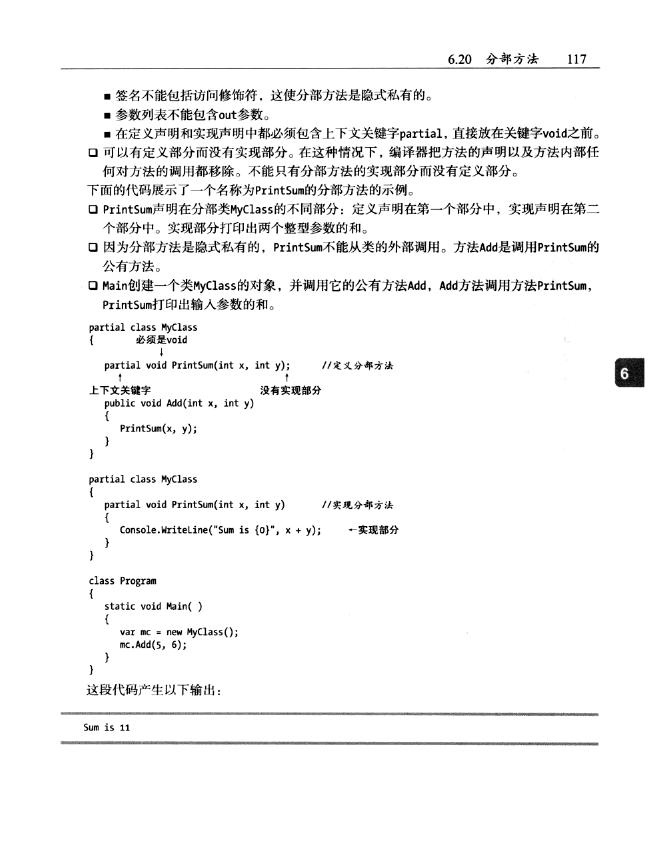 6.20 分部方法 117
■ 签名不能包括访问修饰符，这使分部方法是隐式私有的。
■ 参数列表不能包含out参数。
■ 在定义声明和实现声明中都必须包含上下文关键字partial，直接放在关键字void之前。
❑ 可以有定义部分而没有实现部分。在这种情况下，编译器把方法的声明以及方法内部任
何对方法的调用都移除。不能只有分部方法的实现部分而没有定义部分。
下面的代码展示了一个名称为PrintSum的分部方法的示例。
❑ PrintSum声明在分部类MyClass的不同部分：定义声明在第一个部分中，实现声明在第二
个部分中。实现部分打印出两个整型参数的和。
❑ 因为分部方法是隐式私有的，PrintSum不能从类的外部调用。方法Add是调用PrintSum的
公有方法。
❑ Main创建一个类MyClass的对象，并调用它的公有方法Add，Add方法调用方法PrintSum，
PrintSum打印出输入参数的和。
partial class MyClass
{ 必须是void
↓
partial void PrintSum(int x, int y); //定义分部方法
↑ ↑
上下文关键字 没有实现部分
public void Add(int x, int y)
{
PrintSum(x, y);
}
}
partial class MyClass
{
partial void PrintSum(int x, int y) //实现分部方法
{
Console.WriteLine("Sum is {0}", x + y); ←实现部分
}
}
class Program
{
static void Main( )
{
var mc = new MyClass();
mc.Add(5, 6);
}
}
这段代码产生以下输出：
Sum is 11
6